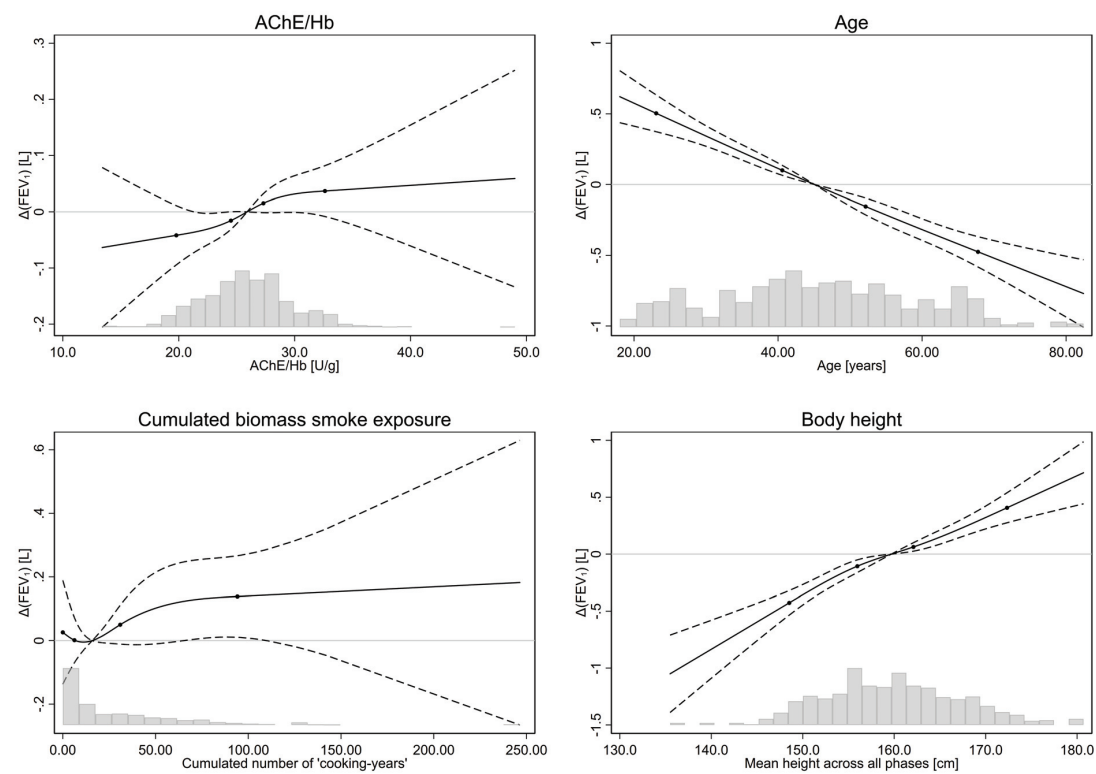 AChE/Hb
Δ(FEV₁) [L]
.3
.2
.1
0
-.1
-.2
10.0 20.0 30.0 40.0 50.0
AChE/Hb [U/g]
Age
Δ(FEV₁) [L]
1
.5
0
-.5
-1
20.00 40.00 60.00 80.00
Age [years]
Cumulated biomass smoke exposure
Δ(FEV₁) [L]
.6
.4
.2
0
-.2
0.00 50.00 100.00 150.00 200.00 250.00
Cumulated number of 'cooking-years'
Body height
Δ(FEV₁) [L]
1
.5
0
-.5
-1
-1.5
130.0 140.0 150.0 160.0 170.0 180.0
Mean height across all phases [cm]